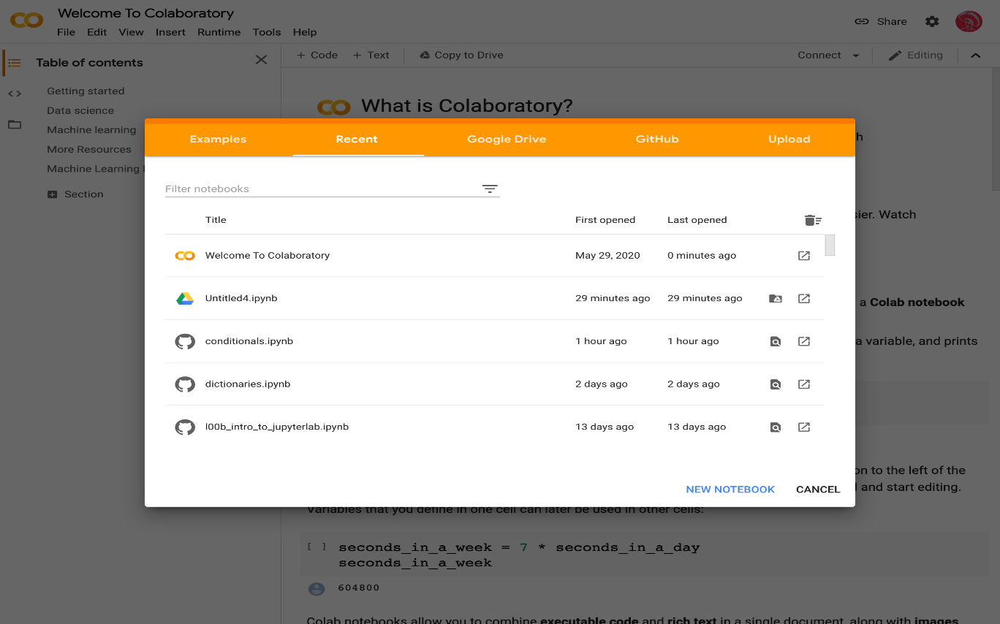 Welcome To Colaboratory
File Edit View Insert Runtime Tools Help
Share
Table of contents
+ Code + Text Copy to Drive
Connect Editing
Getting started
Data science
Machine learning
More Resources
Machine Learning
Section
What is Colaboratory?
Examples Recent Google Drive GitHub Upload
Filter notebooks
Title First opened Last opened
Welcome To Colaboratory May 29, 2020 0 minutes ago
Untitled4.ipynb 29 minutes ago 29 minutes ago
conditionals.ipynb 1 hour ago 1 hour ago
dictionaries.ipynb 2 days ago 2 days ago
l00b_intro_to_jupyterlab.ipynb 13 days ago 13 days ago
NEW NOTEBOOK CANCEL
h
sier. Watch
a Colab notebook
a variable, and prints
on to the left of the
l and start editing.
Variables that you define in one cell can later be used in other cells:
[ ] seconds_in_a_week = 7 * seconds_in_a_day
seconds_in_a_week
604800
Colab notebooks allow you to combine executable code and rich text in a single document, along with images